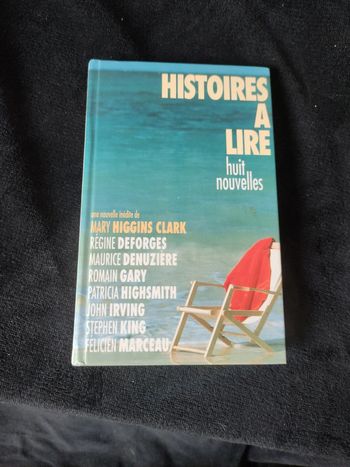 HISTOIRES
A
LIRE
huit
nouvelles
une nouvelle inédite de
MARY HIGGINS CLARK
RÉGINE DEFORGES
MAURICE DENUZIÈRE
ROMAIN GARY
PATRICIA HIGHSMITH
JOHN IRVING
STEPHEN KING
FELICIEN MARCEAU